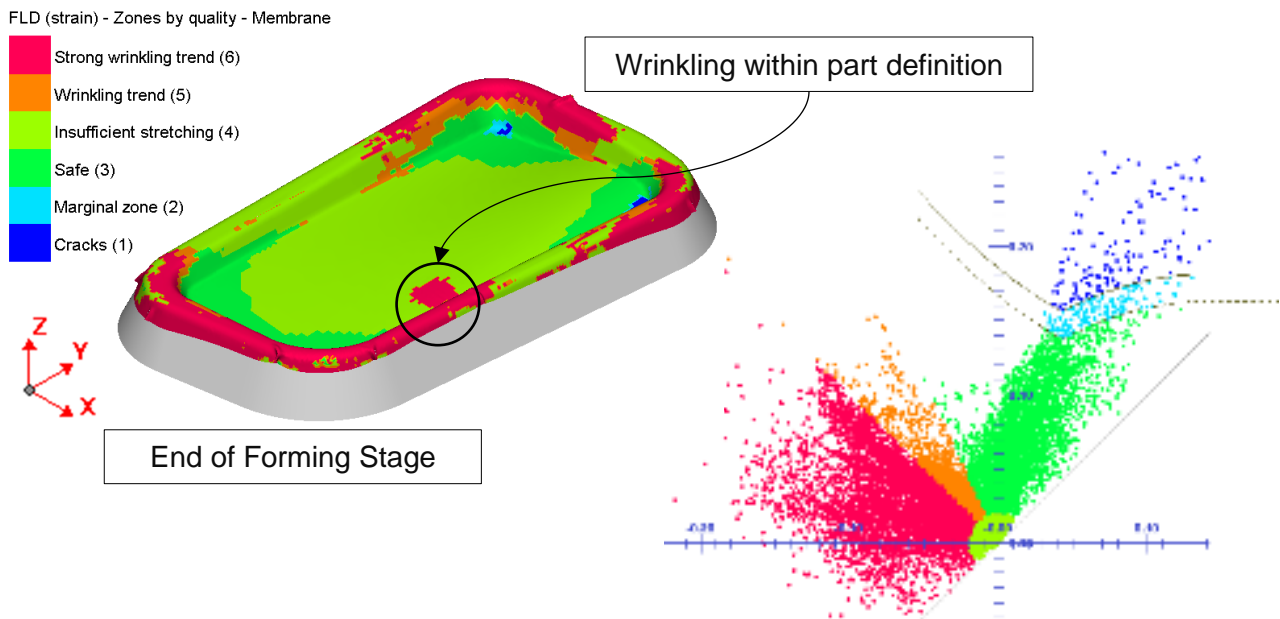 FLD (strain) - Zones by quality - Membrane
Strong wrinkling trend (6)
Wrinkling trend (5)
Insufficient stretching (4)
Safe (3)
Marginal zone (2)
Cracks (1)
Wrinkling within part definition
Z
Y
X
End of Forming Stage